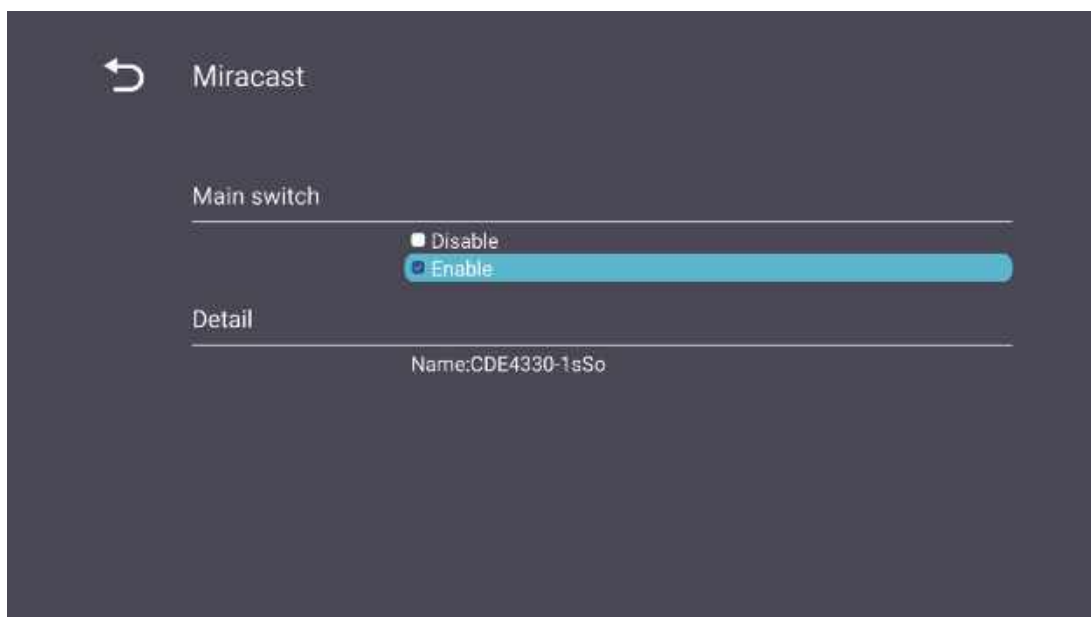 Miracast
Main switch
Disable
Enable
Detail
Name:CDE4330-1sSo